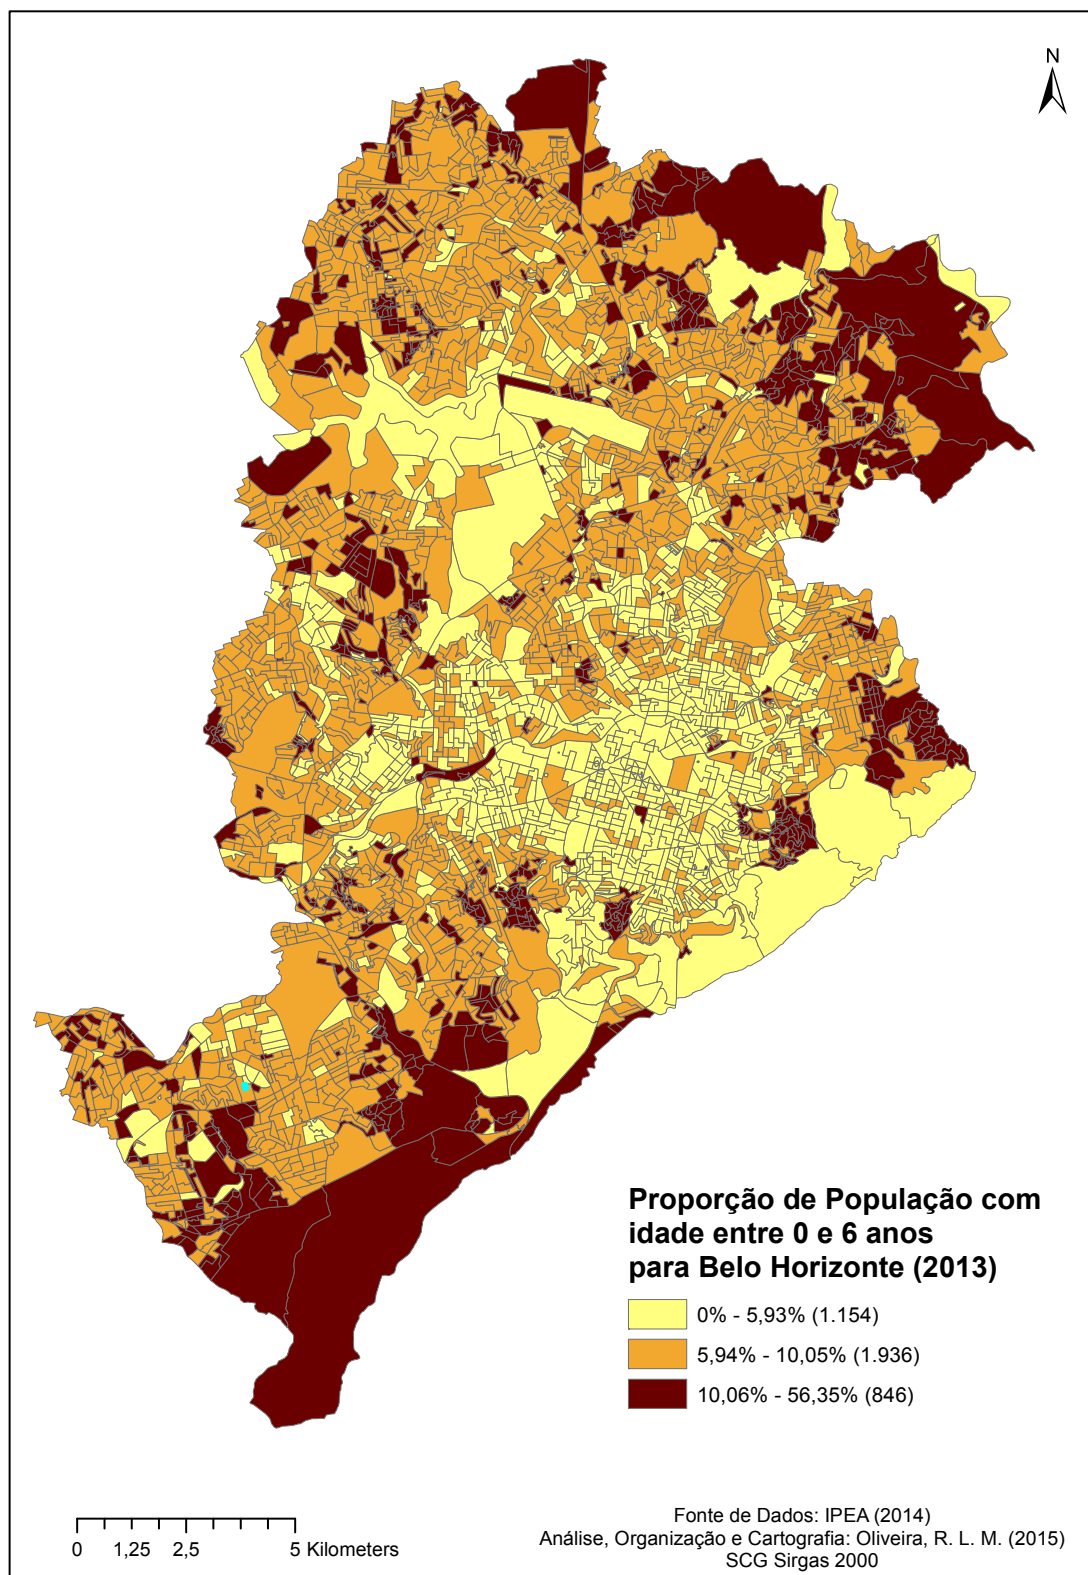 N
Proporção de População com
idade entre 0 e 6 anos
para Belo Horizonte (2013)
0% - 5,93% (1.154)
5,94% - 10,05% (1.936)
10,06% - 56,35% (846)
0 1,25 2,5 5 Kilometers
Fonte de Dados: IPEA (2014)
Análise, Organização e Cartografia: Oliveira, R. L. M. (2015)
SCG Sirgas 2000